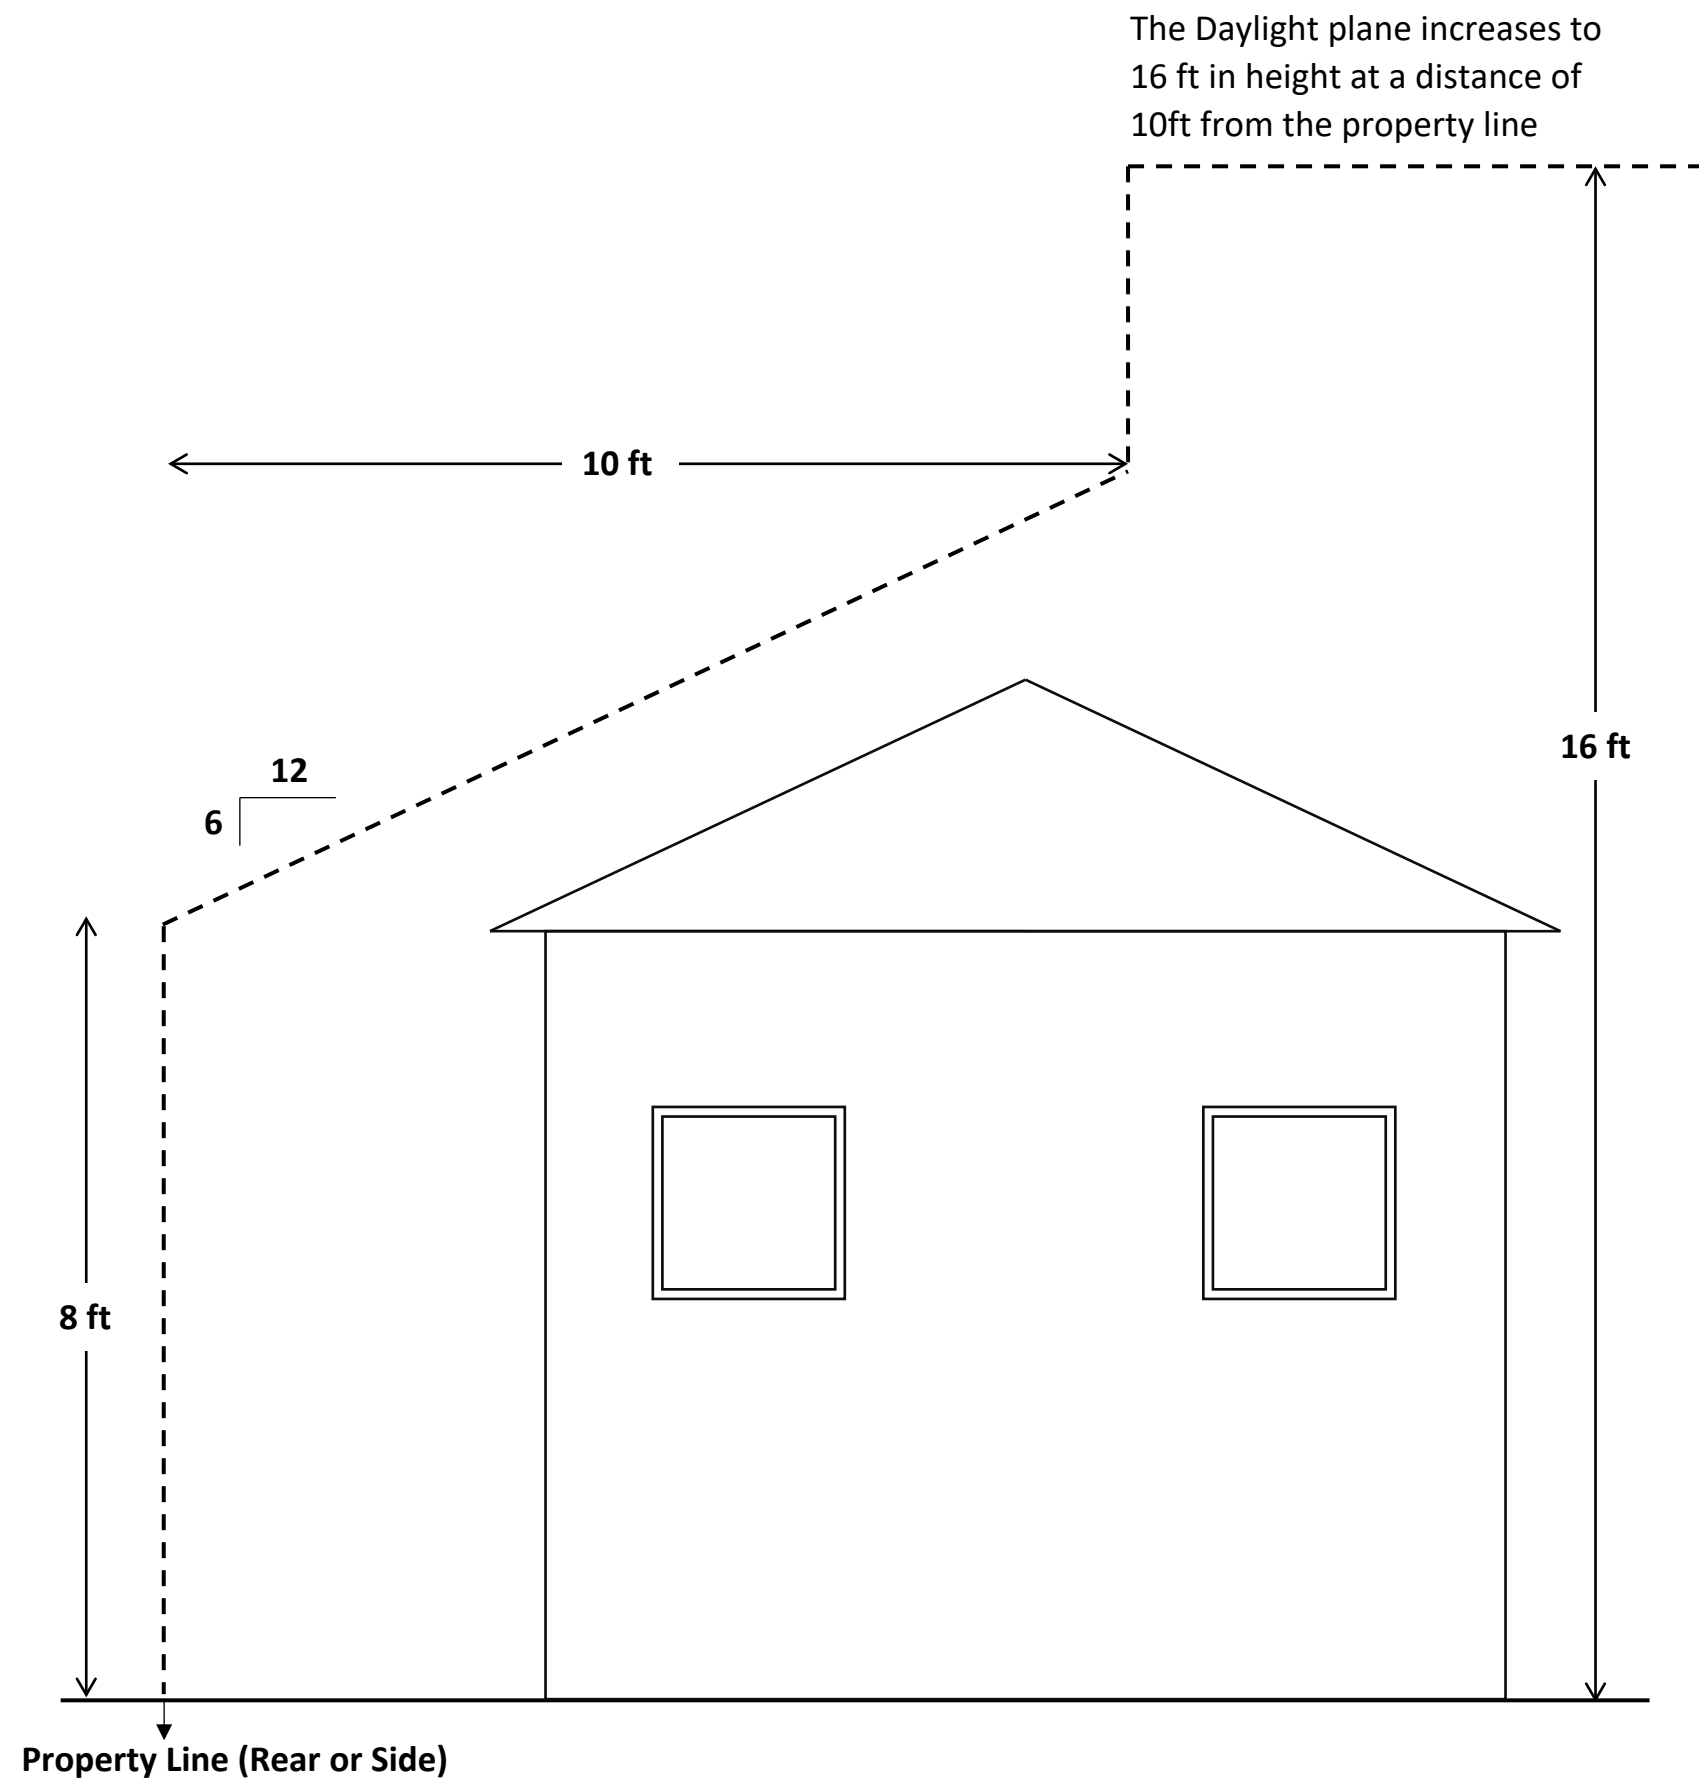 The Daylight plane increases to
16 ft in height at a distance of
10ft from the property line
10 ft
16 ft
12
6
8 ft
Property Line (Rear or Side)